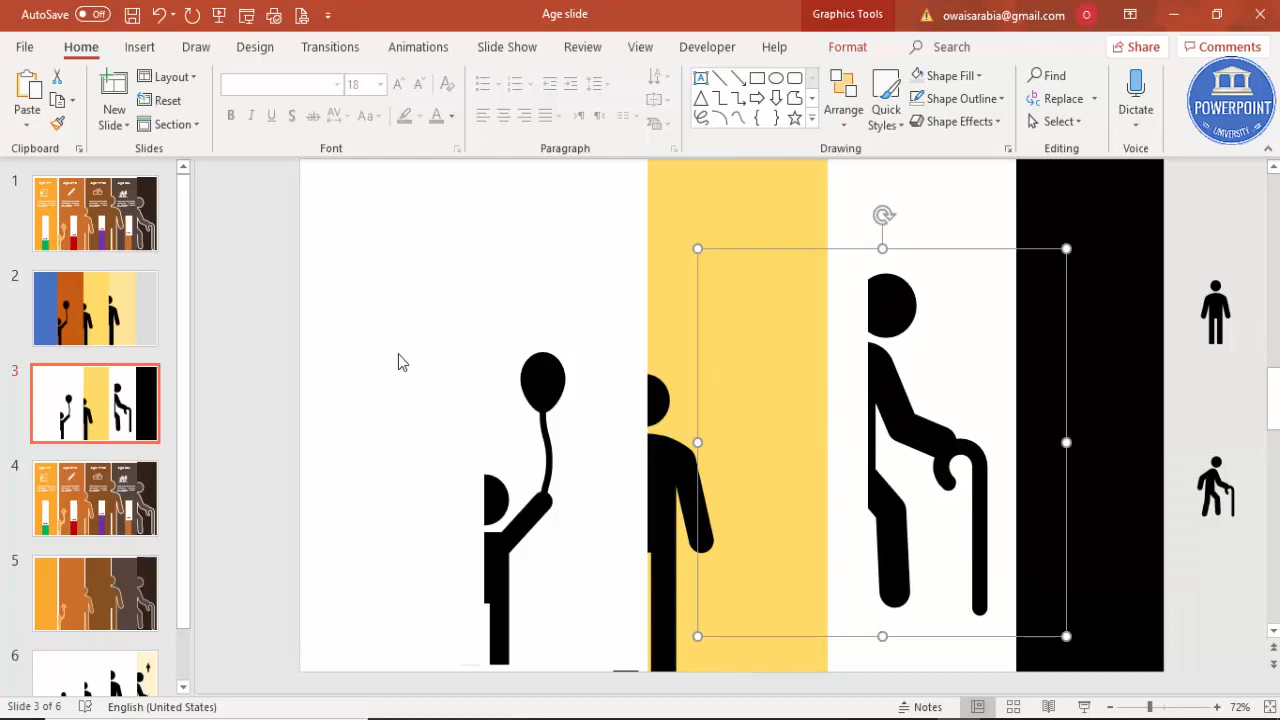 AutoSave Off Age slide Graphics Tools owaisarabia@gmail.com O
File Home Insert Draw Design Transitions Animations Slide Show Review View Developer Help Format Search Share Comments
Paste New Slide Layout Reset Section 18 Arrange Quick Styles Shape Fill Shape Outline Shape Effects Find Replace Select Dictate
B I U S ab AV Aa A
Clipboard Slides Font Paragraph Drawing Editing Voice
POWERPOINT
UNIVERSITY
1
2
3
4
5
6
Slide 3 of 6 English (United States) Notes 72%